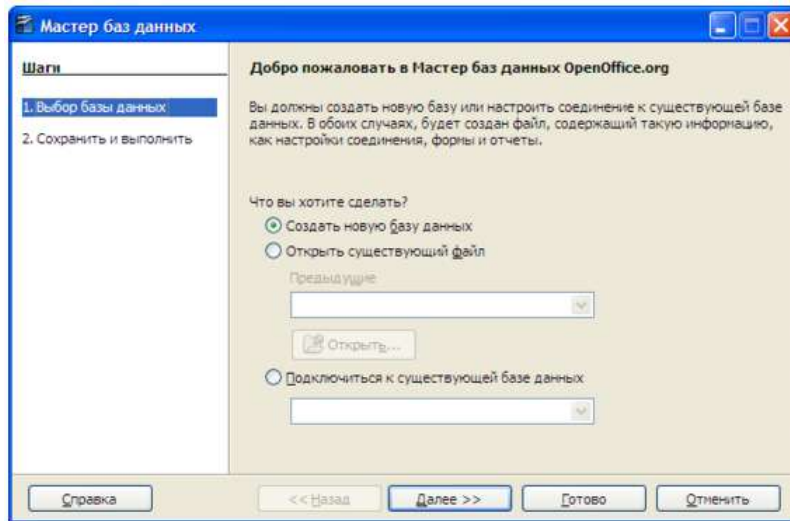 Мастер баз данных
Шаги
1. Выбор базы данных
2. Сохранить и выполнить
Добро пожаловать в Мастер баз данных OpenOffice.org
Вы должны создать новую базу или настроить соединение к существующей базе
данных. В обоих случаях, будет создан файл, содержащий такую информацию,
как настройки соединения, формы и отчеты.
Что вы хотите сделать?
Создать новую базу данных
Открыть существующий файл
Предыдущие
Открыть...
Подключиться к существующей базе данных
Справка
<< Назад
Далее >>
Готово
Отменить